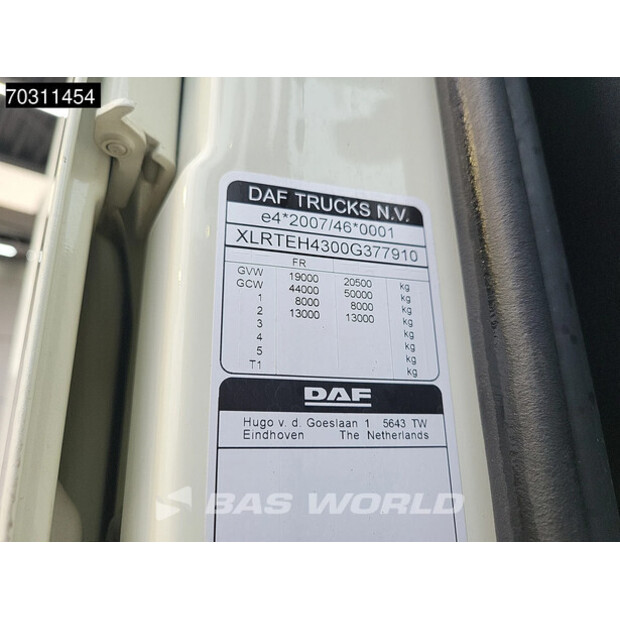 70311454
DAF TRUCKS N.V.
e4*2007/46*0001
XLRTEH4300G377910
FR
GVW 19000 20500 kg
GCW 44000 50000 kg
1 8000 8000 kg
2 13000 13000 kg
3 kg
4 kg
5 kg
T1 kg
DAF
Hugo v. d. Goeslaan 1 5643 TW
Eindhoven The Netherlands
BAS WORLD